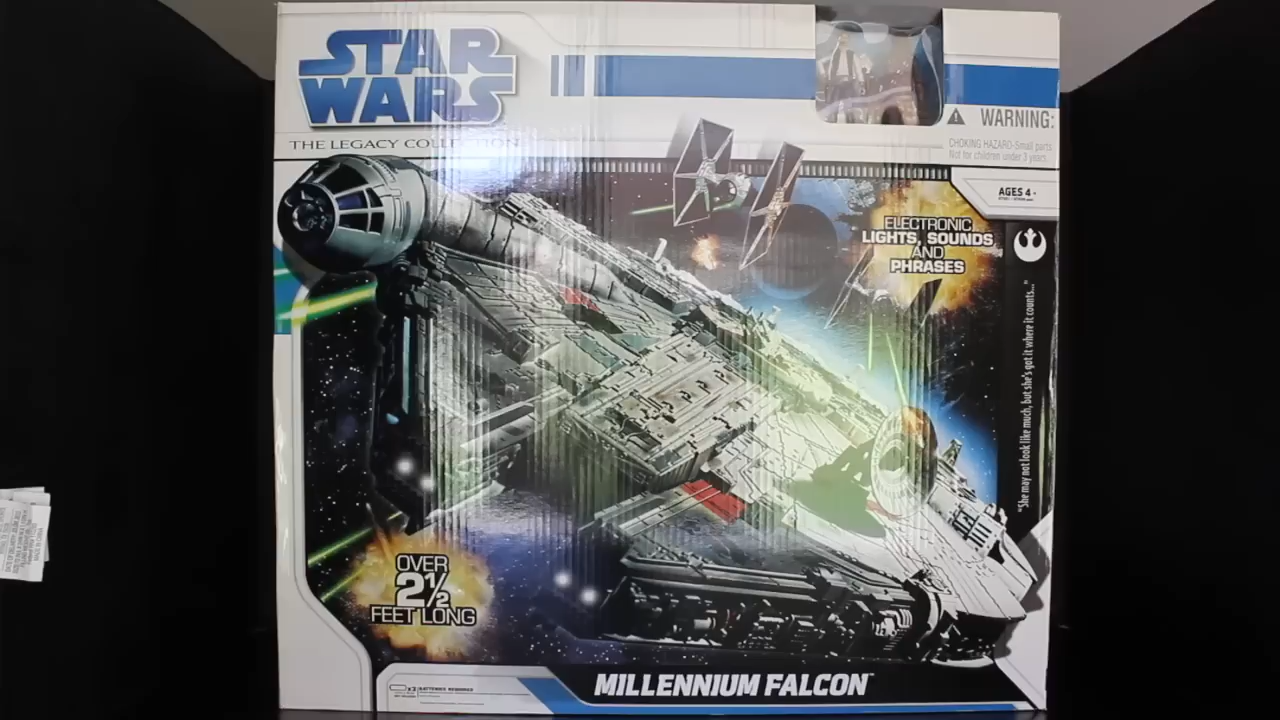 STAR
WARS
THE LEGACY COLLECTION
WARNING:
CHOKING HAZARD-Small parts
Not for children under 3 years.
AGES 4+
ELECTRONIC
LIGHTS, SOUNDS
AND
PHRASES
"She may not look like much, but she's got it where it counts..."
OVER
2½
FEET LONG
x2 BATTERIES REQUIRED
MILLENNIUM FALCON™